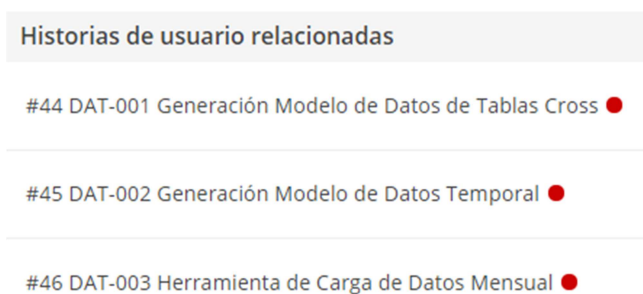 Historias de usuario relacionadas
#44 DAT-001 Generación Modelo de Datos de Tablas Cross
#45 DAT-002 Generación Modelo de Datos Temporal
#46 DAT-003 Herramienta de Carga de Datos Mensual